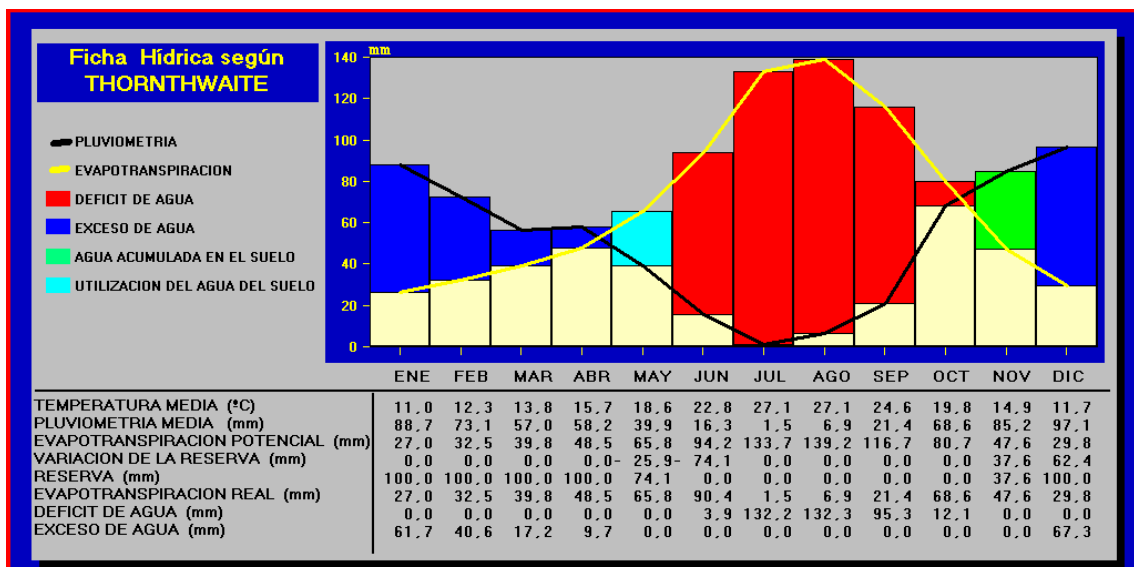 Ficha Hídrica según
THORNTHWAITE
PLUVIOMETRIA
EVAPOTRANSPIRACION
DEFICIT DE AGUA
EXCESO DE AGUA
AGUA ACUMULADA EN EL SUELO
UTILIZACION DEL AGUA DEL SUELO
mm
140
120
100
80
60
40
20
0
ENE FEB MAR ABR MAY JUN JUL AGO SEP OCT NOV DIC
TEMPERATURA MEDIA (ºC) 11,0 12,3 13,8 15,7 18,6 22,8 27,1 27,1 24,6 19,8 14,9 11,7
PLUVIOMETRIA MEDIA (mm) 88,7 73,1 57,0 58,2 39,9 16,3 1,5 6,9 21,4 68,6 85,2 97,1
EVAPOTRANSPIRACION POTENCIAL (mm) 27,0 32,5 39,8 48,5 65,8 94,2 133,7 139,2 116,7 80,7 47,6 29,8
VARIACION DE LA RESERVA (mm) 0,0 0,0 0,0 0,0- 25,9- 74,1 0,0 0,0 0,0 0,0 37,6 62,4
RESERVA (mm) 100,0 100,0 100,0 100,0 74,1 0,0 0,0 0,0 0,0 0,0 37,6 100,0
EVAPOTRANSPIRACION REAL (mm) 27,0 32,5 39,8 48,5 65,8 90,4 1,5 6,9 21,4 68,6 47,6 29,8
DEFICIT DE AGUA (mm) 0,0 0,0 0,0 0,0 0,0 3,9 132,2 132,3 95,3 12,1 0,0 0,0
EXCESO DE AGUA (mm) 61,7 40,6 17,2 9,7 0,0 0,0 0,0 0,0 0,0 0,0 0,0 67,3